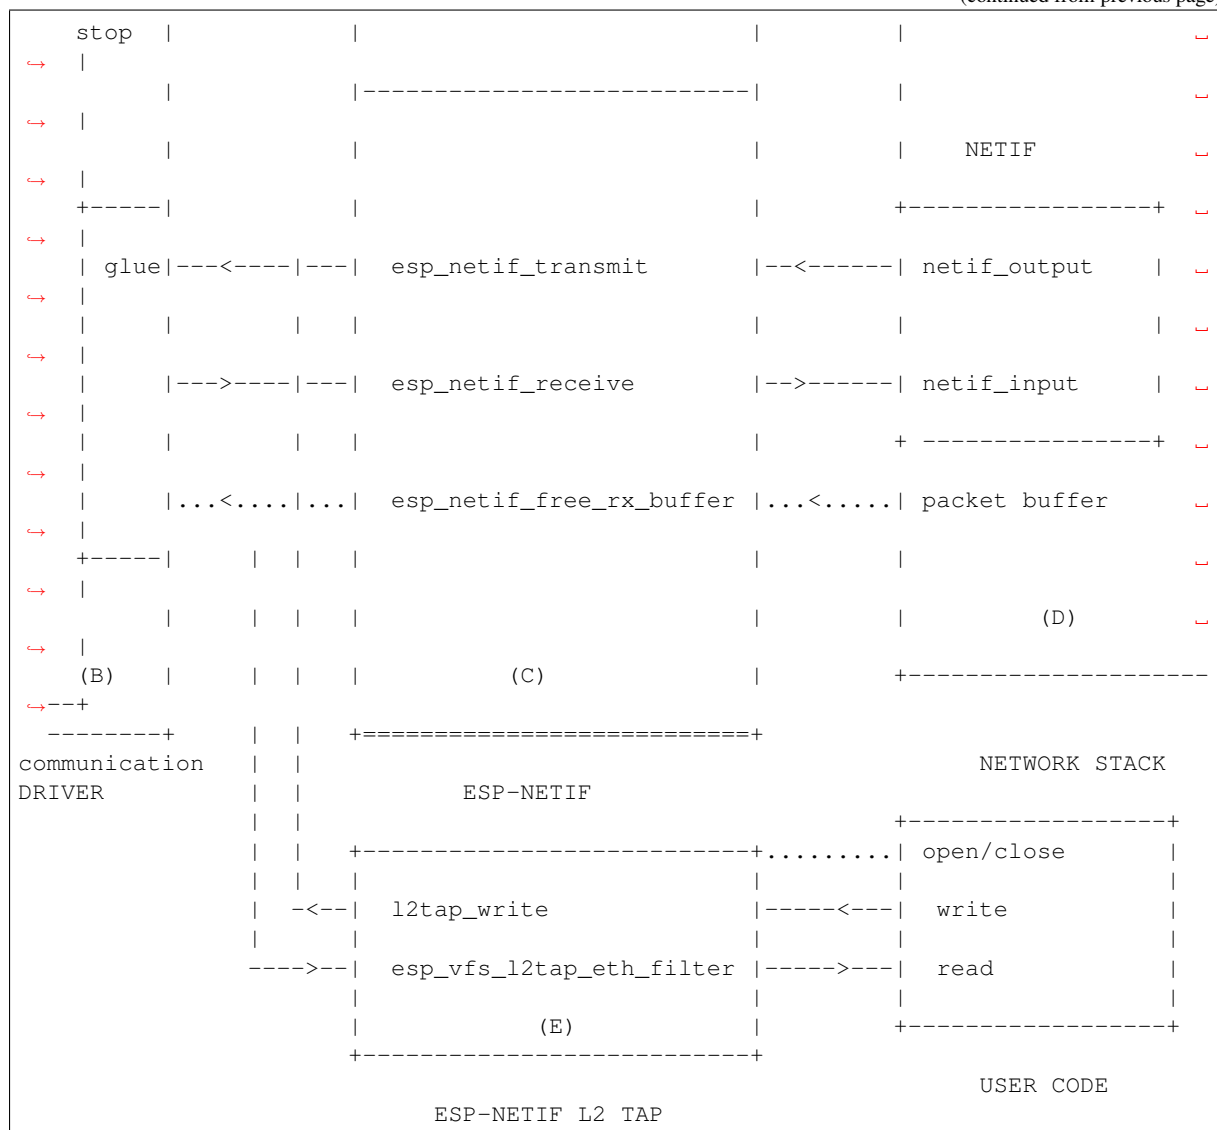 (continued from previous page)
    stop  |            |                           |         |                    ␣
↪   |
          |            |---------------------------|         |                    ␣
↪   |
          |            |                           |         |    NETIF           ␣
↪   |
    +-----|            |                           |         +-----------------+  ␣
↪   |
    | glue|---<----|---|  esp_netif_transmit       |--<------| netif_output    |  ␣
↪   |
    |     |        |   |                           |         |                 |  ␣
↪   |
    |     |--->----|---|  esp_netif_receive        |-->------| netif_input     |  ␣
↪   |
    |     |        |   |                           |         + ----------------+  ␣
↪   |
    |     |...<....|...|  esp_netif_free_rx_buffer |...<.....| packet buffer      ␣
↪   |
    +-----|     |  |   |                           |         |                    ␣
↪   |
          |     |  |   |                           |         |         (D)        ␣
↪   |
    (B)   |     |  |   |          (C)              |         +---------------------
↪--+
  --------+     |  |   +===========================+
communication   |  |                                               NETWORK STACK
DRIVER          |  |           ESP-NETIF
                |  |                                         +------------------+
                |  |   +---------------------------+.........| open/close       |
                |  |   |                           |         |                  |
                |  -<--|  l2tap_write              |-----<---|  write           |
                |      |                           |         |                  |
                ---->--|  esp_vfs_l2tap_eth_filter |----->---|  read            |
                       |                           |         |                  |
                       |            (E)            |         +------------------+
                       +---------------------------+
                                                                   USER CODE
                             ESP-NETIF L2 TAP